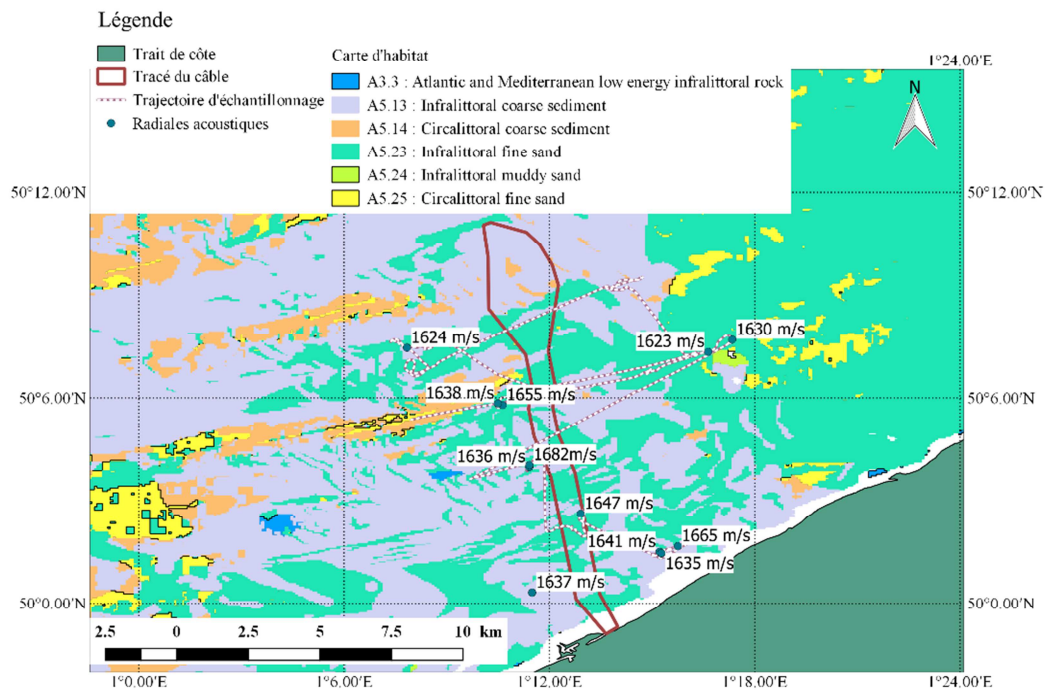 Légende
Trait de côte
Tracé du câble
Trajectoire d'échantillonnage
Radiales acoustiques
Carte d'habitat
A3.3 : Atlantic and Mediterranean low energy infralittoral rock
A5.13 : Infralittoral coarse sediment
A5.14 : Circalittoral coarse sediment
A5.23 : Infralittoral fine sand
A5.24 : Infralittoral muddy sand
A5.25 : Circalittoral fine sand
1°24.00'E
N
50°12.00'N
50°12.00'N
1624 m/s
1623 m/s
1630 m/s
1638 m/s
1655 m/s
50°6.00'N
50°6.00'N
1636 m/s
1682m/s
1647 m/s
1641 m/s
1665 m/s
1635 m/s
1637 m/s
50°0.00'N
50°0.00'N
2.5 0 2.5 5 7.5 10 km
1°0.00'E
1°6.00'E
1°12.00'E
1°18.00'E
1°24.00'E